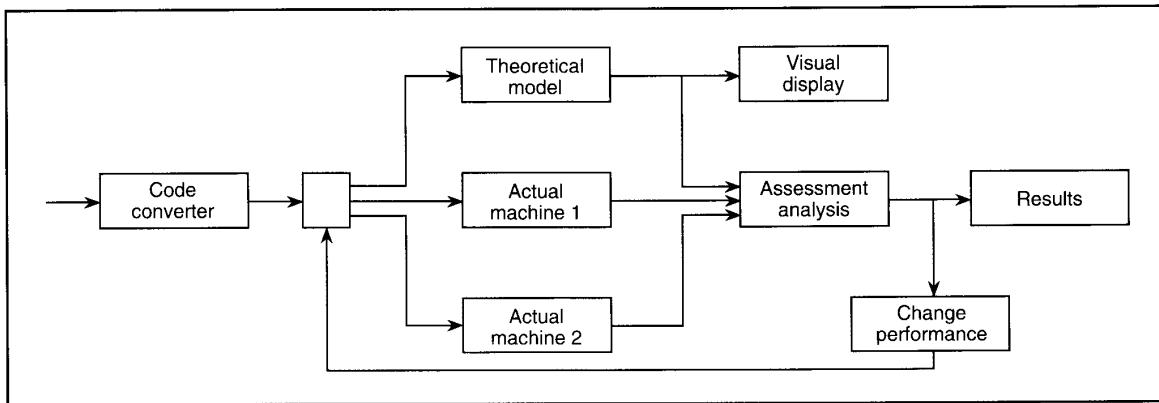 Theoretical
model
Visual
display
Code
converter
Actual
machine 1
Assessment
analysis
Results
Actual
machine 2
Change
performance